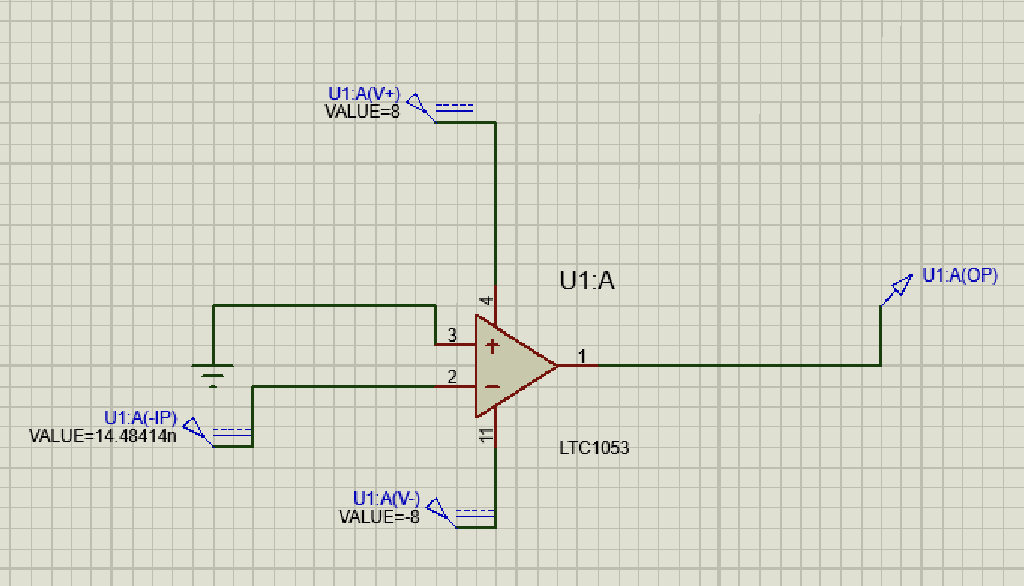 U1:A(V+)
VALUE=8
U1:A
U1:A(OP)
4
3
+
1
2
−
U1:A(-IP)
VALUE=14.48414n
11
LTC1053
U1:A(V-)
VALUE=-8